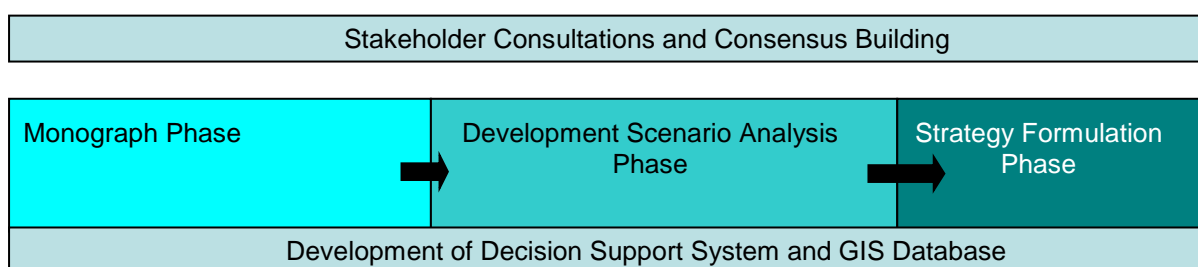 Stakeholder Consultations and Consensus Building
Monograph Phase
Development Scenario Analysis
Phase
Strategy Formulation
Phase
Development of Decision Support System and GIS Database